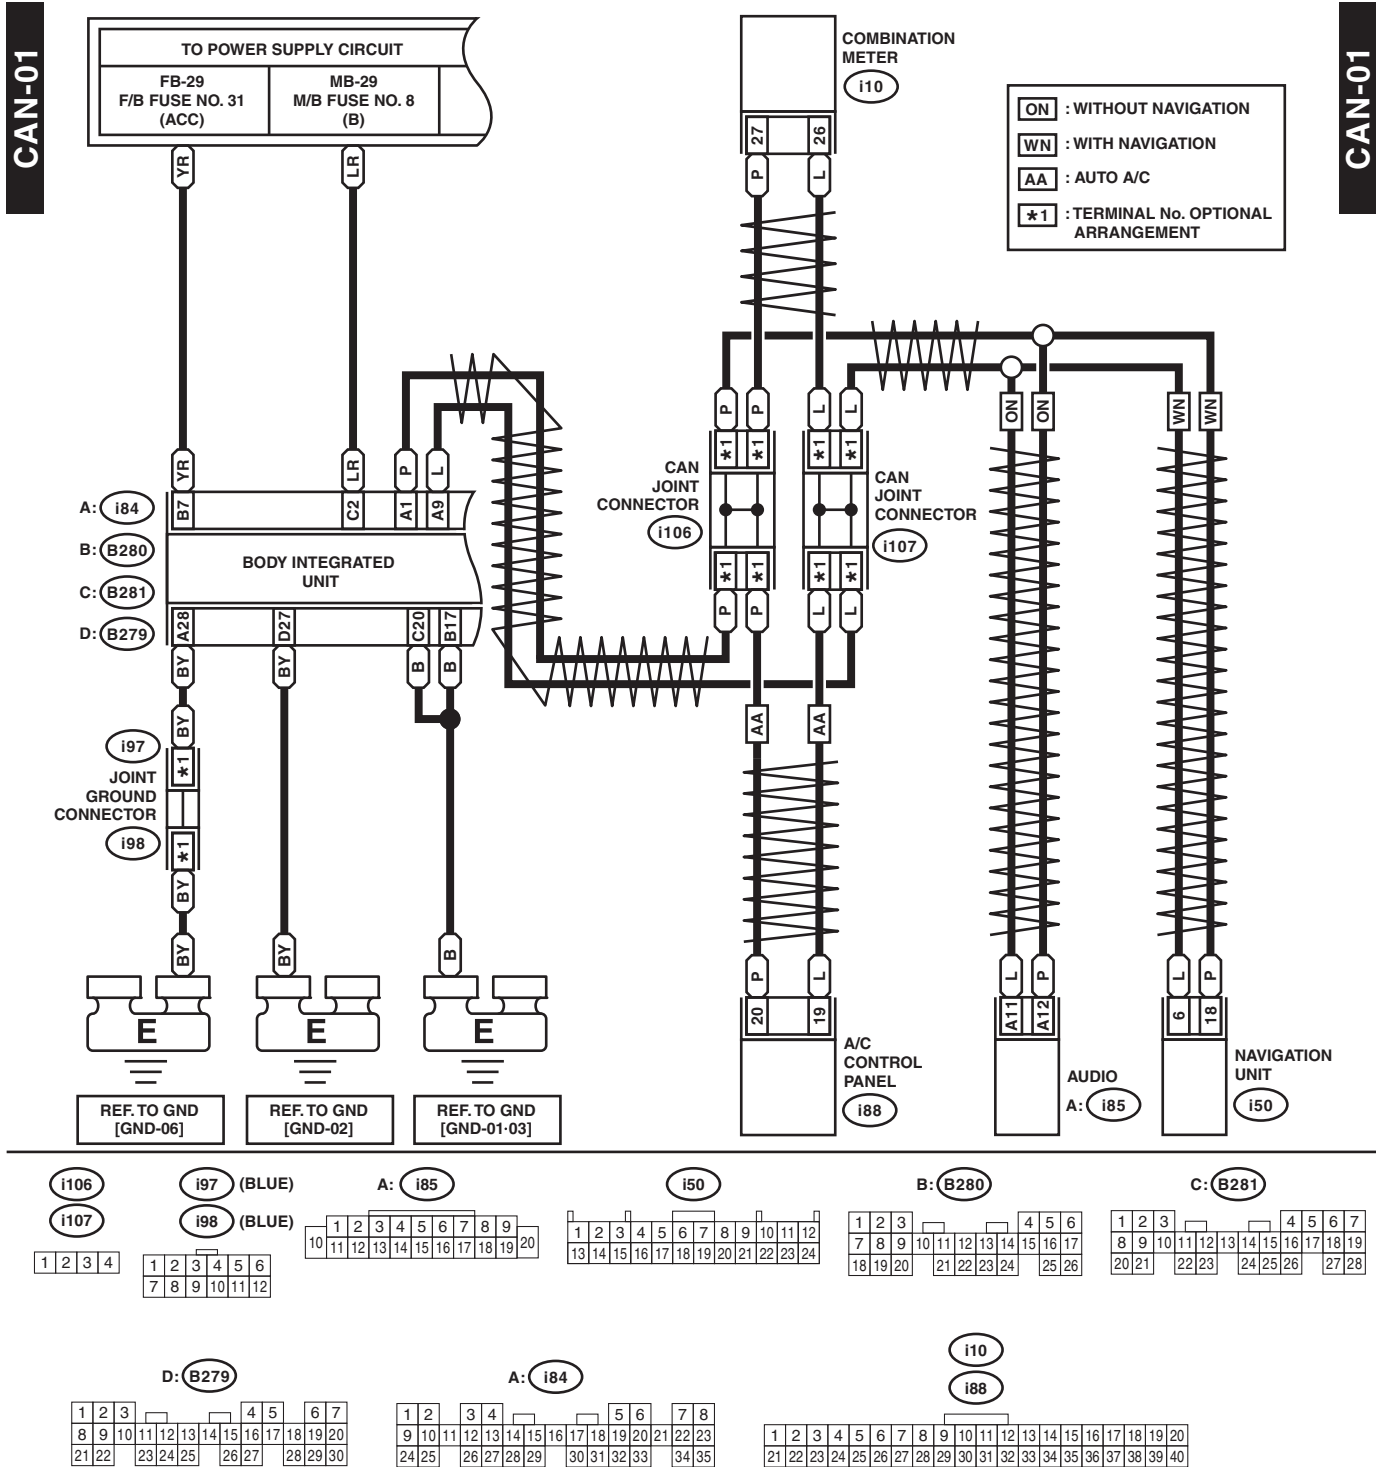 CAN-01
CAN-01
TO POWER SUPPLY CIRCUIT
FB-29
F/B FUSE NO. 31
(ACC)
MB-29
M/B FUSE NO. 8
(B)
YR
LR
COMBINATION
METER
i10
27
26
P
L
ON : WITHOUT NAVIGATION
WN : WITH NAVIGATION
AA : AUTO A/C
*1 : TERMINAL No. OPTIONAL
ARRANGEMENT
YR
LR
P
L
A: i84
B: B280
C: B281
D: B279
B7
C2
A1
A9
BODY INTEGRATED
UNIT
A28
D27
C20
B17
BY
BY
B
B
P
P
L
L
*1
*1
*1
*1
CAN
JOINT
CONNECTOR
i106
CAN
JOINT
CONNECTOR
i107
*1
*1
*1
*1
P
P
L
L
ON
ON
WN
WN
AA
AA
BY
i97
*1
JOINT
GROUND
CONNECTOR
i98
*1
BY
BY
BY
B
E
E
E
REF. TO GND
[GND-06]
REF. TO GND
[GND-02]
REF. TO GND
[GND-01·03]
P
L
20
19
A/C
CONTROL
PANEL
i88
L
P
A11
A12
AUDIO
A: i85
L
P
6
18
NAVIGATION
UNIT
i50
i106
i107
1 2 3 4
i97 (BLUE)
i98 (BLUE)
1 2 3 4 5 6
7 8 9 10 11 12
A: i85
1 2 3 4 5 6 7 8 9
10 11 12 13 14 15 16 17 18 19 20
i50
1 2 3 4 5 6 7 8 9 10 11 12
13 14 15 16 17 18 19 20 21 22 23 24
B: B280
1 2 3 4 5 6
7 8 9 10 11 12 13 14 15 16 17
18 19 20 21 22 23 24 25 26
C: B281
1 2 3 4 5 6 7
8 9 10 11 12 13 14 15 16 17 18 19
20 21 22 23 24 25 26 27 28
D: B279
1 2 3 4 5 6 7
8 9 10 11 12 13 14 15 16 17 18 19 20
21 22 23 24 25 26 27 28 29 30
A: i84
1 2 3 4 5 6 7 8
9 10 11 12 13 14 15 16 17 18 19 20 21 22 23
24 25 26 27 28 29 30 31 32 33 34 35
i10
i88
1 2 3 4 5 6 7 8 9 10 11 12 13 14 15 16 17 18 19 20
21 22 23 24 25 26 27 28 29 30 31 32 33 34 35 36 37 38 39 40